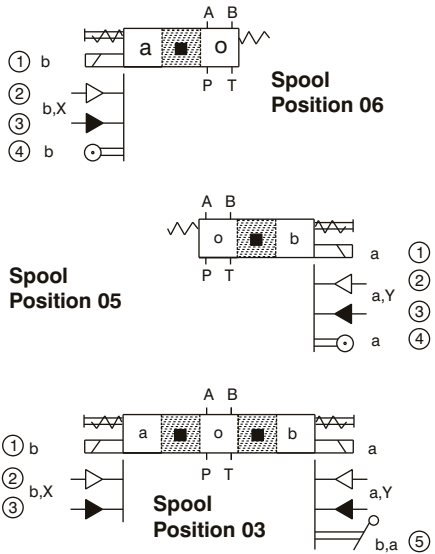 A B
a o
① b
P T
②
b,X
③
④ b
Spool
Position 06
A B
o b
P T
a ①
②
a,Y
③
a ④
Spool
Position 05
A B
a o b
① b
a
P T
②
b,X
③
a,Y
Spool
Position 03
b,a ⑤